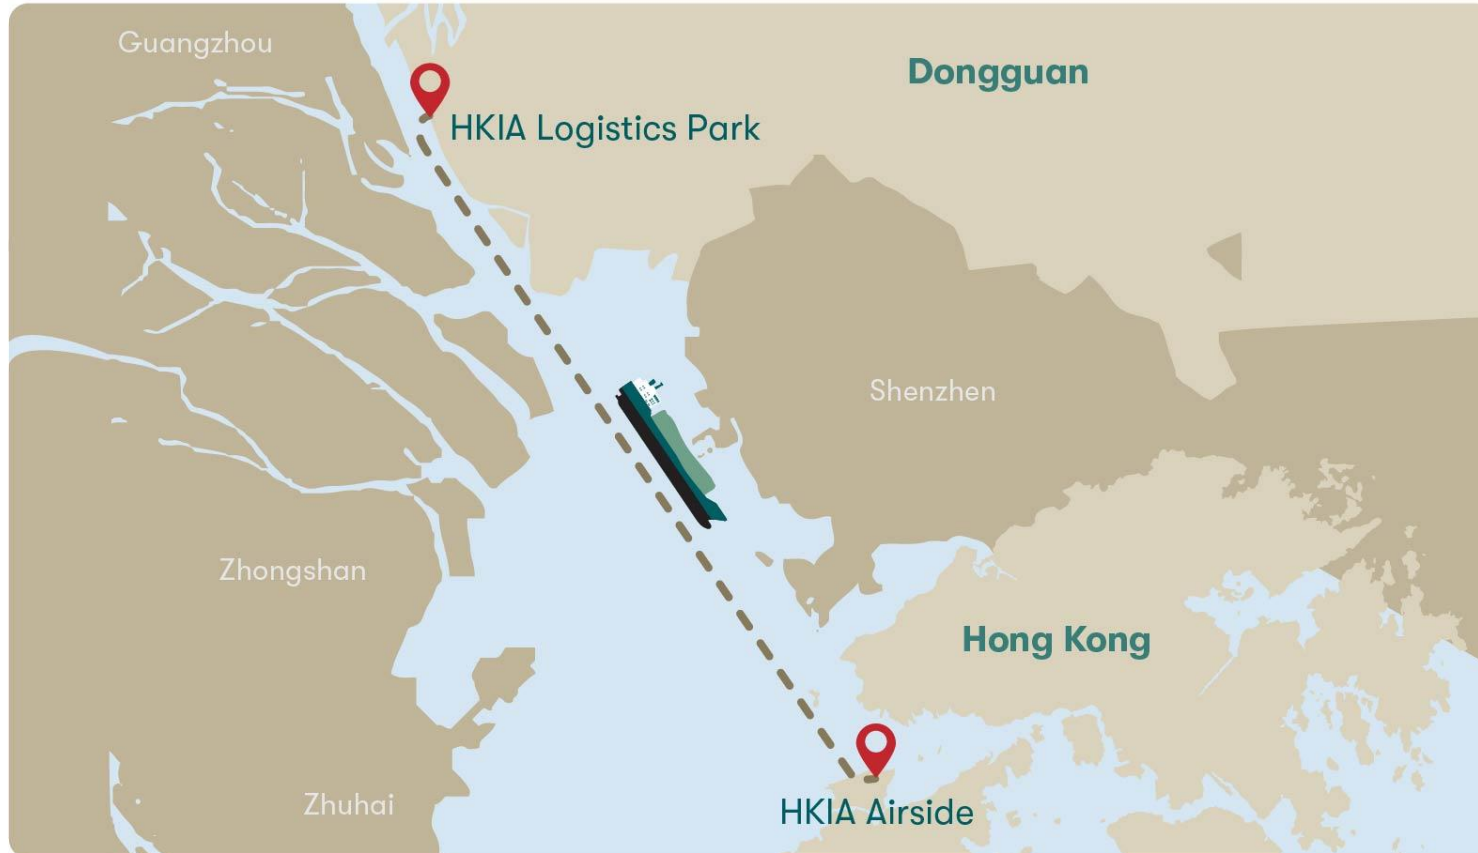 Guangzhou
Dongguan
HKIA Logistics Park
Shenzhen
Zhongshan
Hong Kong
Zhuhai
HKIA Airside